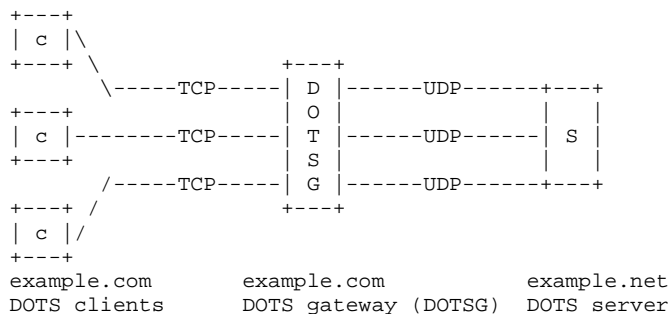 +---+
| c |\
+---+ \ +---+
\-----TCP-----| D |------UDP------+---+
+---+ | O | | |
| c |--------TCP-----| T |------UDP------| S |
+---+ | S | | |
/-----TCP-----| G |------UDP------+---+
+---+ / +---+
| c |/
+---+
example.com example.com example.net
DOTS clients DOTS gateway (DOTSG) DOTS server